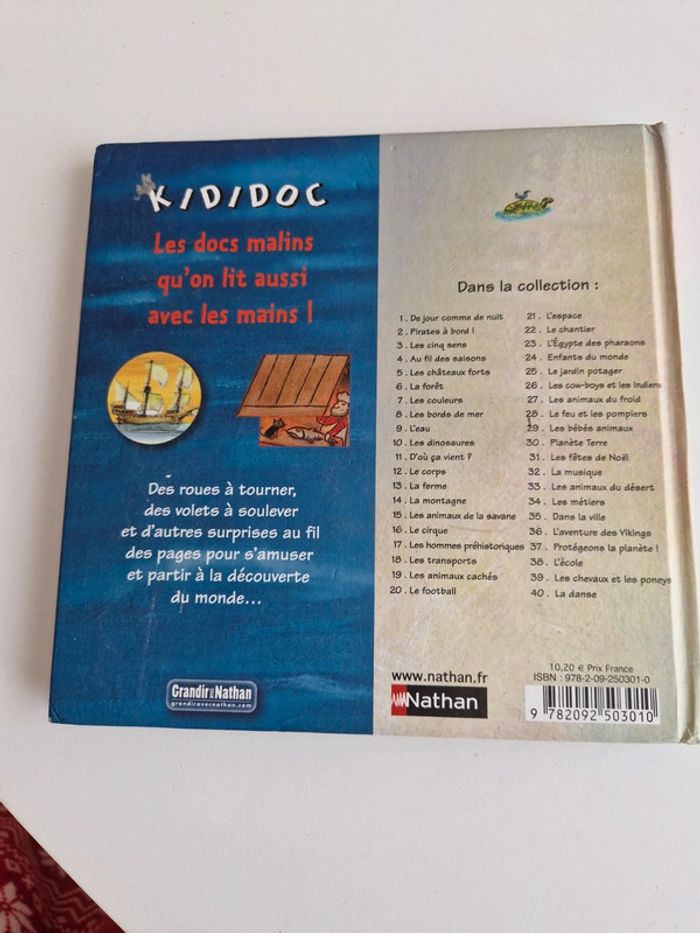 KIDIDOC
Les docs malins
qu'on lit aussi
avec les mains !
Des roues à tourner,
des volets à soulever
et d'autres surprises au fil
des pages pour s'amuser
et partir à la découverte
du monde...
Grandir avec Nathan
grandiravecnathan.com
Dans la collection :
1 . De jour comme de nuit
2 . Pirates à bord !
3 . Les cinq sens
4 . Au fil des saisons
5 . Les châteaux forts
6 . La forêt
7 . Les couleurs
8 . Les bords de mer
9 . L'eau
10 . Les dinosaures
11 . D'où ça vient ?
12 . Le corps
13 . La ferme
14 . La montagne
15 . Les animaux de la savane
16 . Le cirque
17 . Les hommes préhistoriques
18 . Les transports
19 . Les animaux cachés
20 . Le football
21 . L'espace
22 . Le chantier
23 . L'Égypte des pharaons
24 . Enfants du monde
25 . Le jardin potager
26 . Les cow-boys et les Indiens
27 . Les animaux du froid
28 . Le feu et les pompiers
29 . Les bébés animaux
30 . Planète Terre
31 . Les fêtes de Noël
32 . La musique
33 . Les animaux du désert
34 . Les métiers
35 . Dans la ville
36 . L'aventure des Vikings
37 . Protégeons la planète !
38 . L'école
39 . Les chevaux et les poneys
40 . La danse
www.nathan.fr
Nathan
10,20 € Prix France
ISBN : 978-2-09-250301-0
9 782092 503010